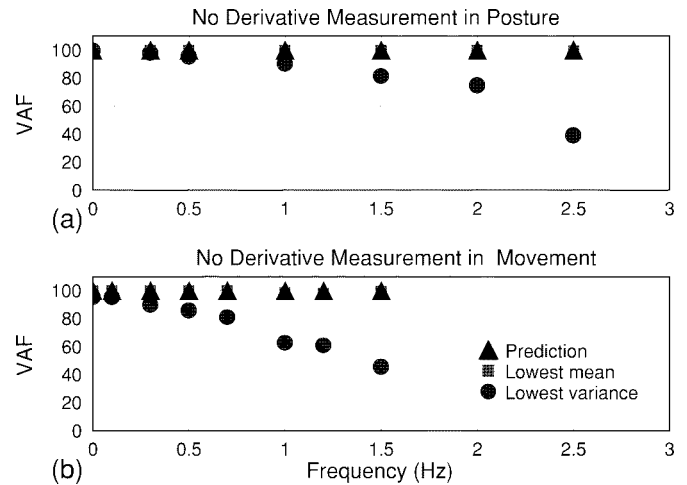 No Derivative Measurement in Posture
100
80
60
40
20
0
VAF
0 0.5 1 1.5 2 2.5 3
(a)
No Derivative Measurement in Movement
100
80
60
40
20
0
VAF
Prediction
Lowest mean
Lowest variance
0 0.5 1 1.5 2 2.5 3
(b)
Frequency (Hz)